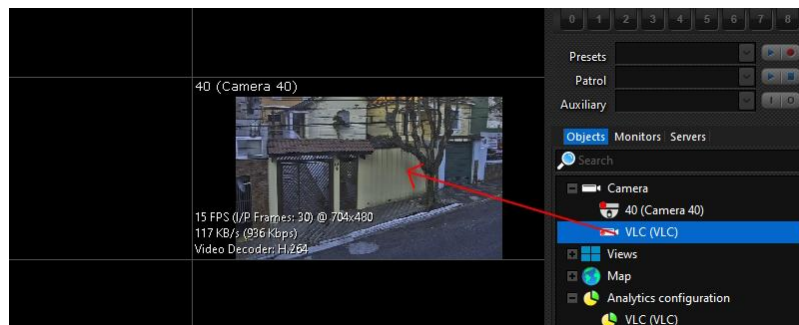 40 (Camera 40)
15 FPS (I/P Frames: 30) @ 704x480
117 KB/s (936 Kbps)
Video Decoder: H.264
0 1 2 3 4 5 6 7 8
Presets
Patrol
Auxiliary
I O
Objects Monitors Servers
Search
Camera
40 (Camera 40)
VLC (VLC)
Views
Map
Analytics configuration
VLC (VLC)